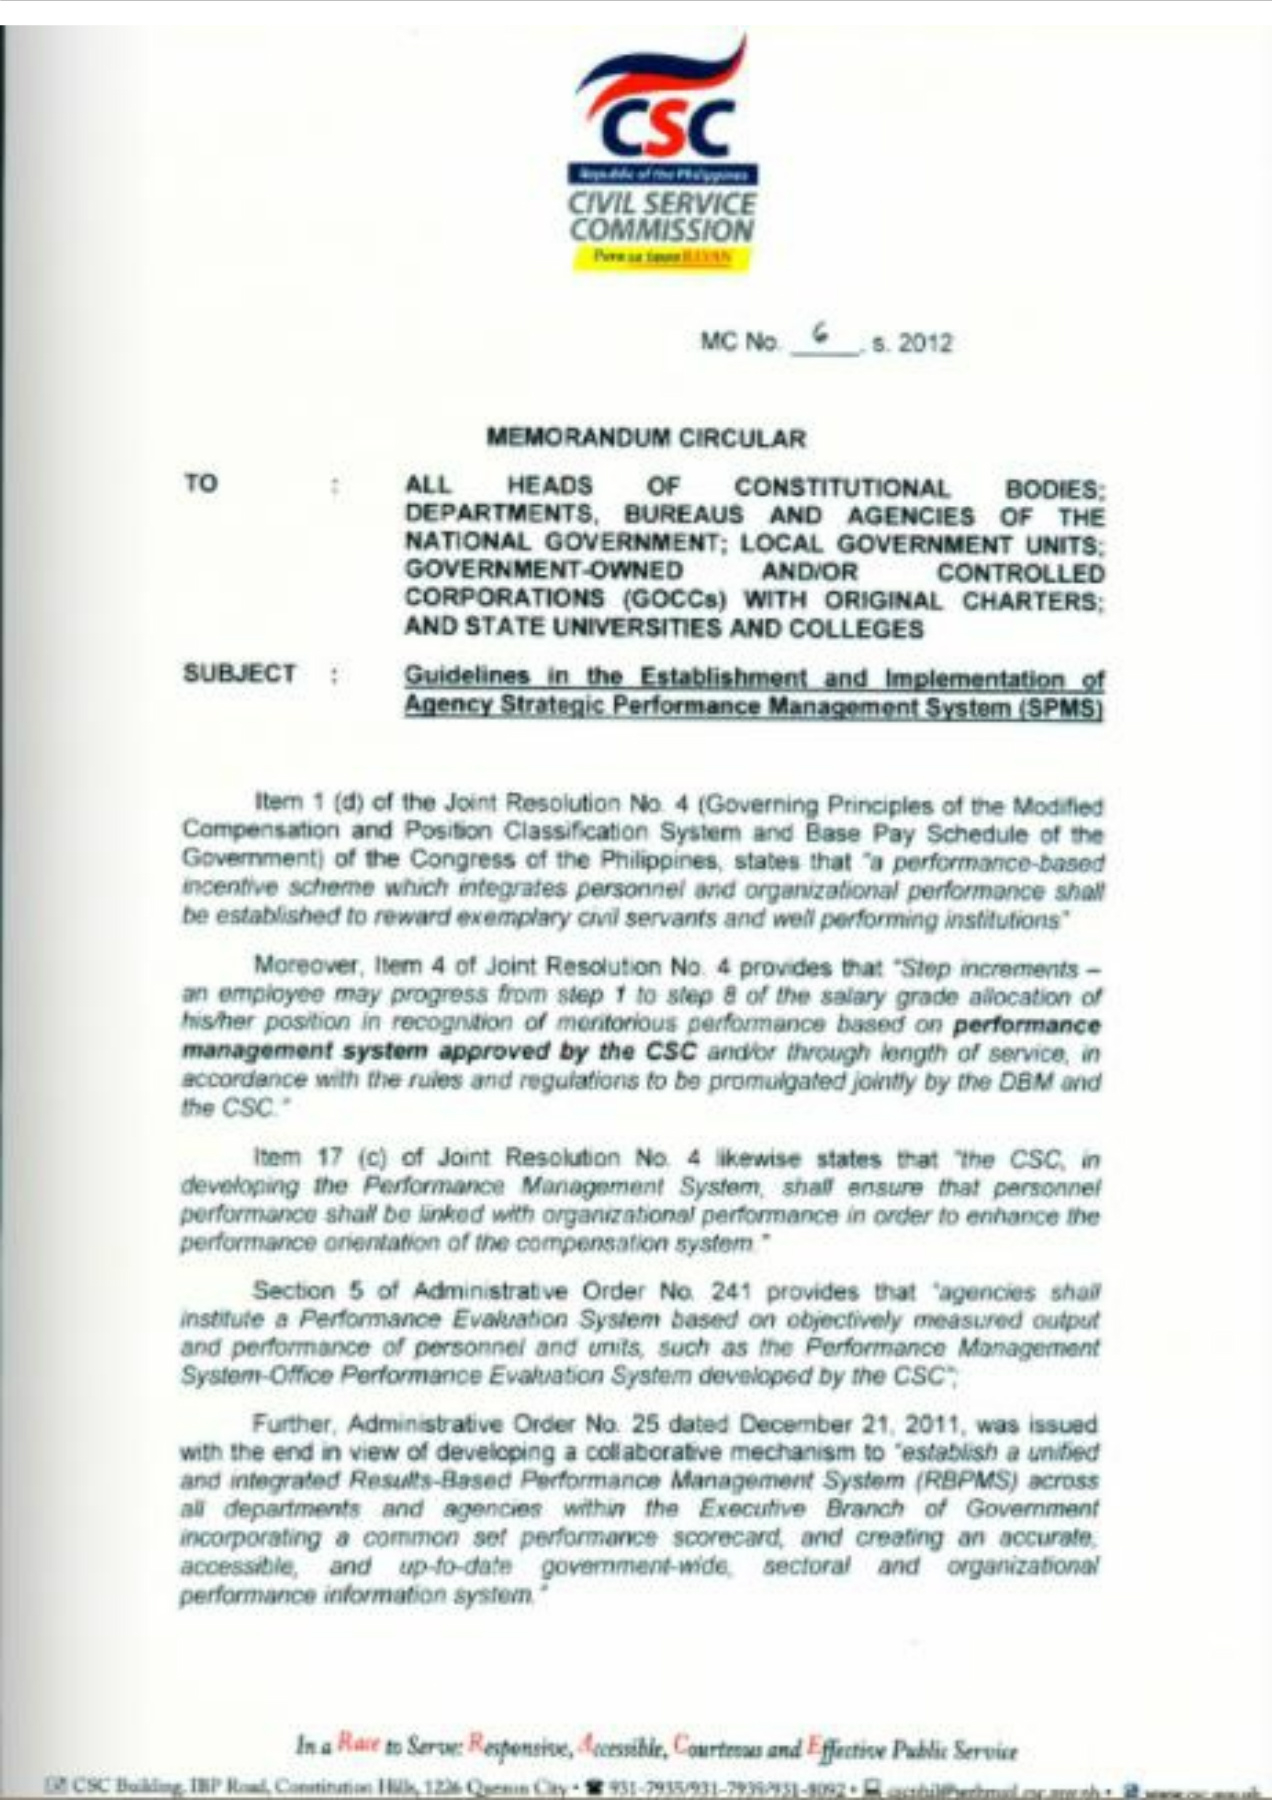 CSC
Republic of the Philippines
CIVIL SERVICE
COMMISSION
MC No. 6, s. 2012
MEMORANDUM CIRCULAR
TO : ALL HEADS OF CONSTITUTIONAL BODIES;
DEPARTMENTS, BUREAUS AND AGENCIES OF THE
NATIONAL GOVERNMENT; LOCAL GOVERNMENT UNITS;
GOVERNMENT-OWNED AND/OR CONTROLLED
CORPORATIONS (GOCCs) WITH ORIGINAL CHARTERS;
AND STATE UNIVERSITIES AND COLLEGES
SUBJECT : Guidelines in the Establishment and Implementation of
Agency Strategic Performance Management System (SPMS)
Item 1 (d) of the Joint Resolution No. 4 (Governing Principles of the Modified
Compensation and Position Classification System and Base Pay Schedule of the
Government) of the Congress of the Philippines, states that "a performance-based
incentive scheme which integrates personnel and organizational performance shall
be established to reward exemplary civil servants and well performing institutions"
Moreover, Item 4 of Joint Resolution No. 4 provides that "Step increments –
an employee may progress from step 1 to step 8 of the salary grade allocation of
his/her position in recognition of meritorious performance based on performance
management system approved by the CSC and/or through length of service, in
accordance with the rules and regulations to be promulgated jointly by the DBM and
the CSC."
Item 17 (c) of Joint Resolution No. 4 likewise states that "the CSC, in
developing the Performance Management System, shall ensure that personnel
performance shall be linked with organizational performance in order to enhance the
performance orientation of the compensation system."
Section 5 of Administrative Order No. 241 provides that "agencies shall
institute a Performance Evaluation System based on objectively measured output
and performance of personnel and units, such as the Performance Management
System-Office Performance Evaluation System developed by the CSC";
Further, Administrative Order No. 25 dated December 21, 2011, was issued
with the end in view of developing a collaborative mechanism to "establish a unified
and integrated Results-Based Performance Management System (RBPMS) across
all departments and agencies within the Executive Branch of Government
incorporating a common set performance scorecard, and creating an accurate,
accessible, and up-to-date government-wide, sectoral and organizational
performance information system."
In a Race to Serve: Responsive, Accessible, Courteous and Effective Public Service
CSC Building, IBP Road, Constitution Hills, 1226 Quezon City • 931-7935/931-7939/931-8092 •